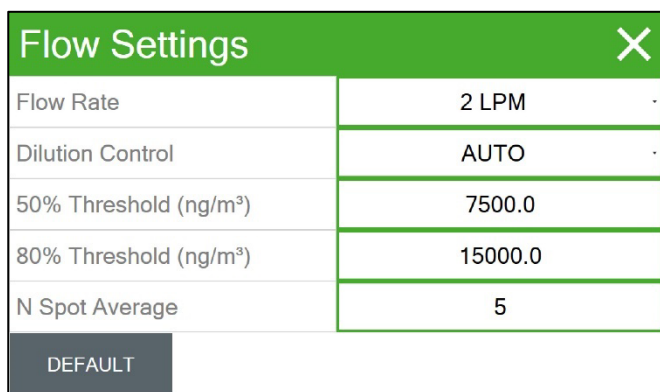 Flow Settings
Flow Rate 2 LPM
Dilution Control AUTO
50% Threshold (ng/m³) 7500.0
80% Threshold (ng/m³) 15000.0
N Spot Average 5
DEFAULT